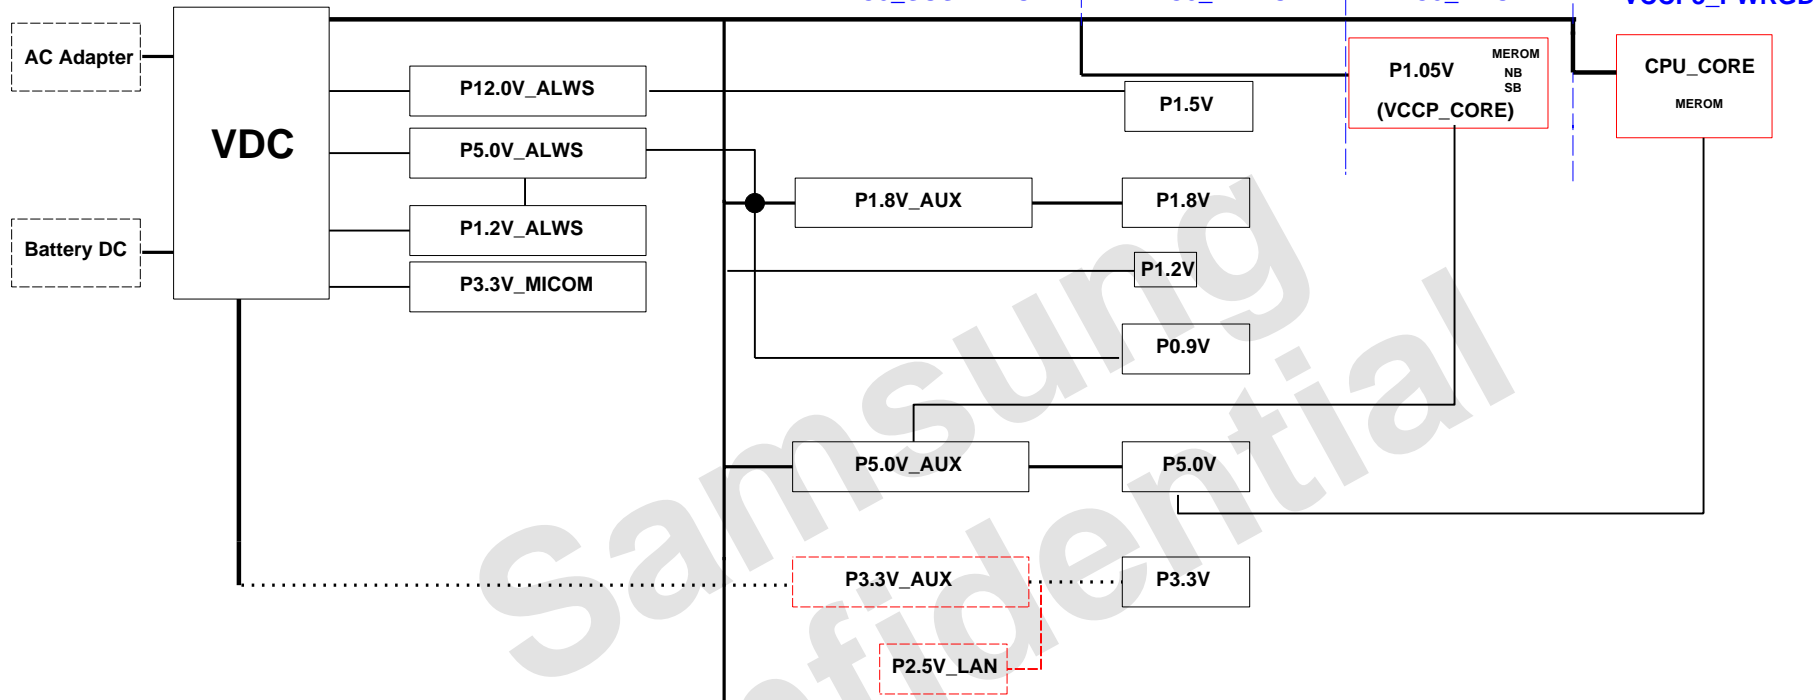 AC Adapter
Battery DC
VDC
P12.0V_ALWS
P5.0V_ALWS
P1.2V_ALWS
P3.3V_MICOM
P1.5V
P1.8V_AUX
P1.8V
P1.2V
P0.9V
P5.0V_AUX
P5.0V
P3.3V_AUX
P3.3V
P2.5V_LAN
P1.05V
(VCCP_CORE)
MEROM
NB
SB
CPU_CORE
MEROM
Samsung